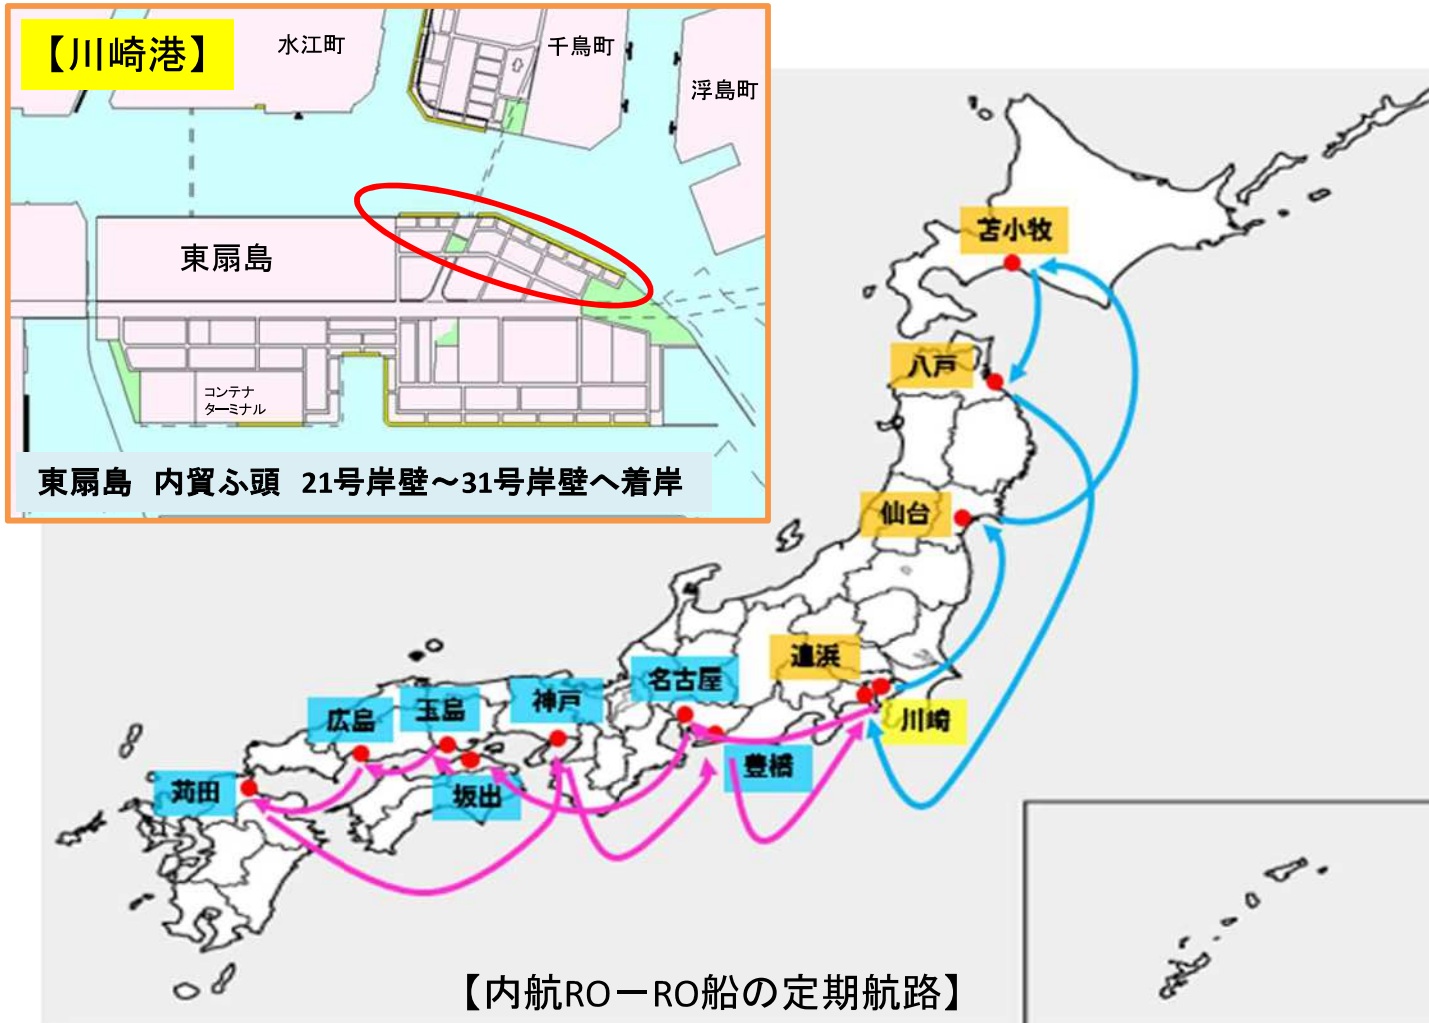 【川崎港】
水江町
千鳥町
浮島町
東扇島
コンテナ
ターミナル
東扇島 内貿ふ頭 21号岸壁～31号岸壁へ着岸
苫小牧
八戸
仙台
追浜
名古屋
神戸
玉島
広島
川崎
豊橋
苅田
坂出
【内航RO－RO船の定期航路】